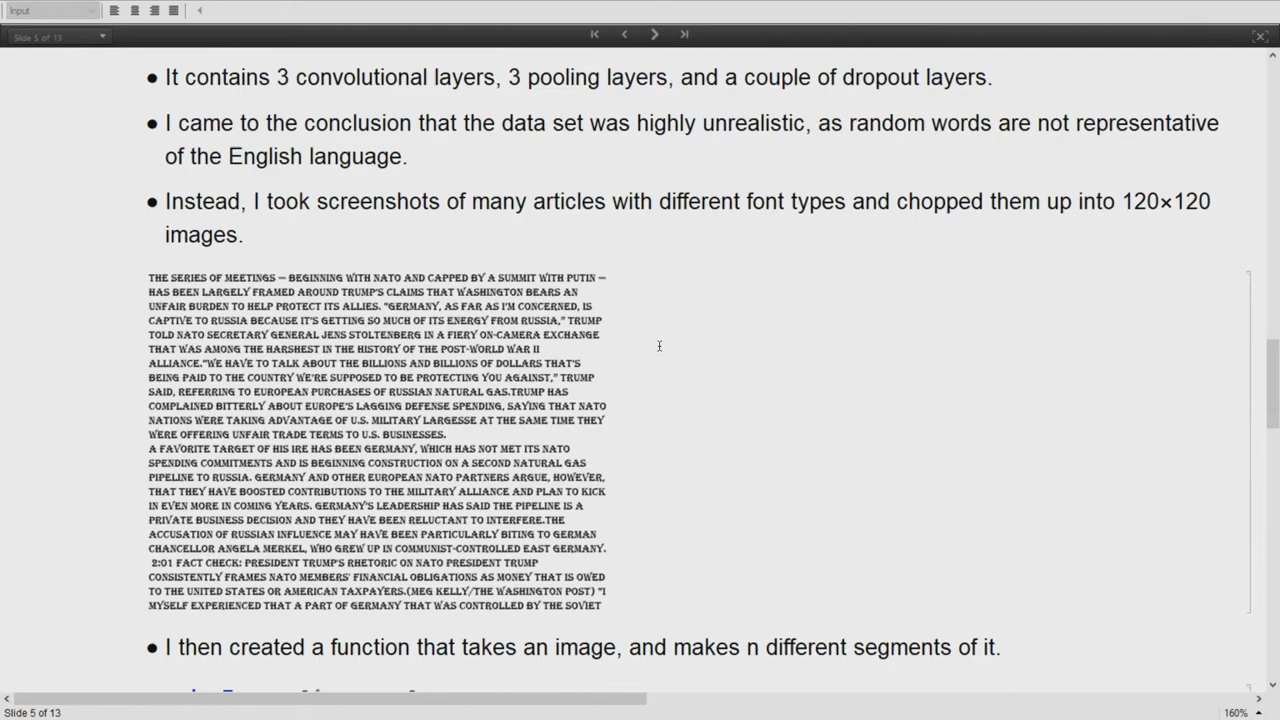 Input
Slide 5 of 13
● It contains 3 convolutional layers, 3 pooling layers, and a couple of dropout layers.
● I came to the conclusion that the data set was highly unrealistic, as random words are not representative
of the English language.
● Instead, I took screenshots of many articles with different font types and chopped them up into 120×120
images.
THE SERIES OF MEETINGS — BEGINNING WITH NATO AND CAPPED BY A SUMMIT WITH PUTIN —
HAS BEEN LARGELY FRAMED AROUND TRUMP'S CLAIMS THAT WASHINGTON BEARS AN
UNFAIR BURDEN TO HELP PROTECT ITS ALLIES. "GERMANY, AS FAR AS I'M CONCERNED, IS
CAPTIVE TO RUSSIA BECAUSE IT'S GETTING SO MUCH OF ITS ENERGY FROM RUSSIA," TRUMP
TOLD NATO SECRETARY GENERAL JENS STOLTENBERG IN A FIERY ON-CAMERA EXCHANGE
THAT WAS AMONG THE HARSHEST IN THE HISTORY OF THE POST-WORLD WAR II
ALLIANCE."WE HAVE TO TALK ABOUT THE BILLIONS AND BILLIONS OF DOLLARS THAT'S
BEING PAID TO THE COUNTRY WE'RE SUPPOSED TO BE PROTECTING YOU AGAINST," TRUMP
SAID, REFERRING TO EUROPEAN PURCHASES OF RUSSIAN NATURAL GAS.TRUMP HAS
COMPLAINED BITTERLY ABOUT EUROPE'S LAGGING DEFENSE SPENDING, SAYING THAT NATO
NATIONS WERE TAKING ADVANTAGE OF U.S. MILITARY LARGESSE AT THE SAME TIME THEY
WERE OFFERING UNFAIR TRADE TERMS TO U.S. BUSINESSES.
A FAVORITE TARGET OF HIS IRE HAS BEEN GERMANY, WHICH HAS NOT MET ITS NATO
SPENDING COMMITMENTS AND IS BEGINNING CONSTRUCTION ON A SECOND NATURAL GAS
PIPELINE TO RUSSIA. GERMANY AND OTHER EUROPEAN NATO PARTNERS ARGUE, HOWEVER,
THAT THEY HAVE BOOSTED CONTRIBUTIONS TO THE MILITARY ALLIANCE AND PLAN TO KICK
IN EVEN MORE IN COMING YEARS. GERMANY'S LEADERSHIP HAS SAID THE PIPELINE IS A
PRIVATE BUSINESS DECISION AND THEY HAVE BEEN RELUCTANT TO INTERFERE.THE
ACCUSATION OF RUSSIAN INFLUENCE MAY HAVE BEEN PARTICULARLY BITING TO GERMAN
CHANCELLOR ANGELA MERKEL, WHO GREW UP IN COMMUNIST-CONTROLLED EAST GERMANY.
2:01 FACT CHECK: PRESIDENT TRUMP'S RHETORIC ON NATO PRESIDENT TRUMP
CONSISTENTLY FRAMES NATO MEMBERS' FINANCIAL OBLIGATIONS AS MONEY THAT IS OWED
TO THE UNITED STATES OR AMERICAN TAXPAYERS.(MEG KELLY/THE WASHINGTON POST) "I
MYSELF EXPERIENCED THAT A PART OF GERMANY THAT WAS CONTROLLED BY THE SOVIET
● I then created a function that takes an image, and makes n different segments of it.
Slide 5 of 13
160%